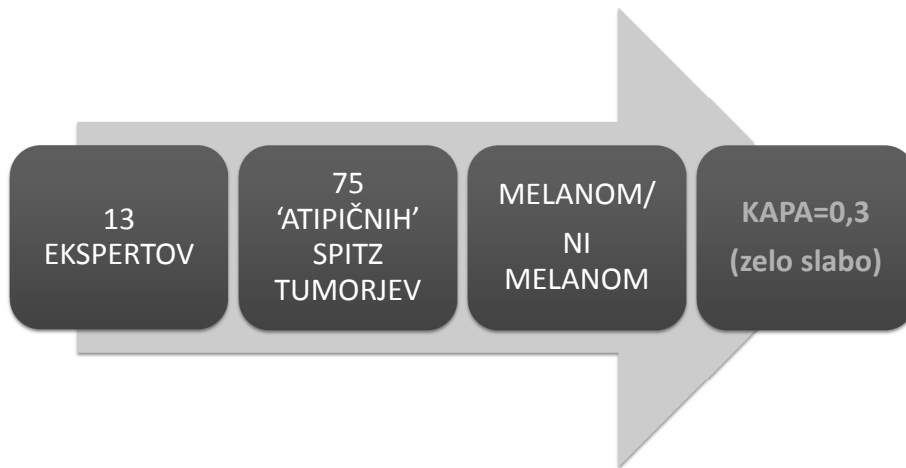 13
EKSPERTOV
75
‘ATIPIČNIH’
SPITZ
TUMORJEV
MELANOM/
NI
MELANOM
KAPA=0,3
(zelo slabo)